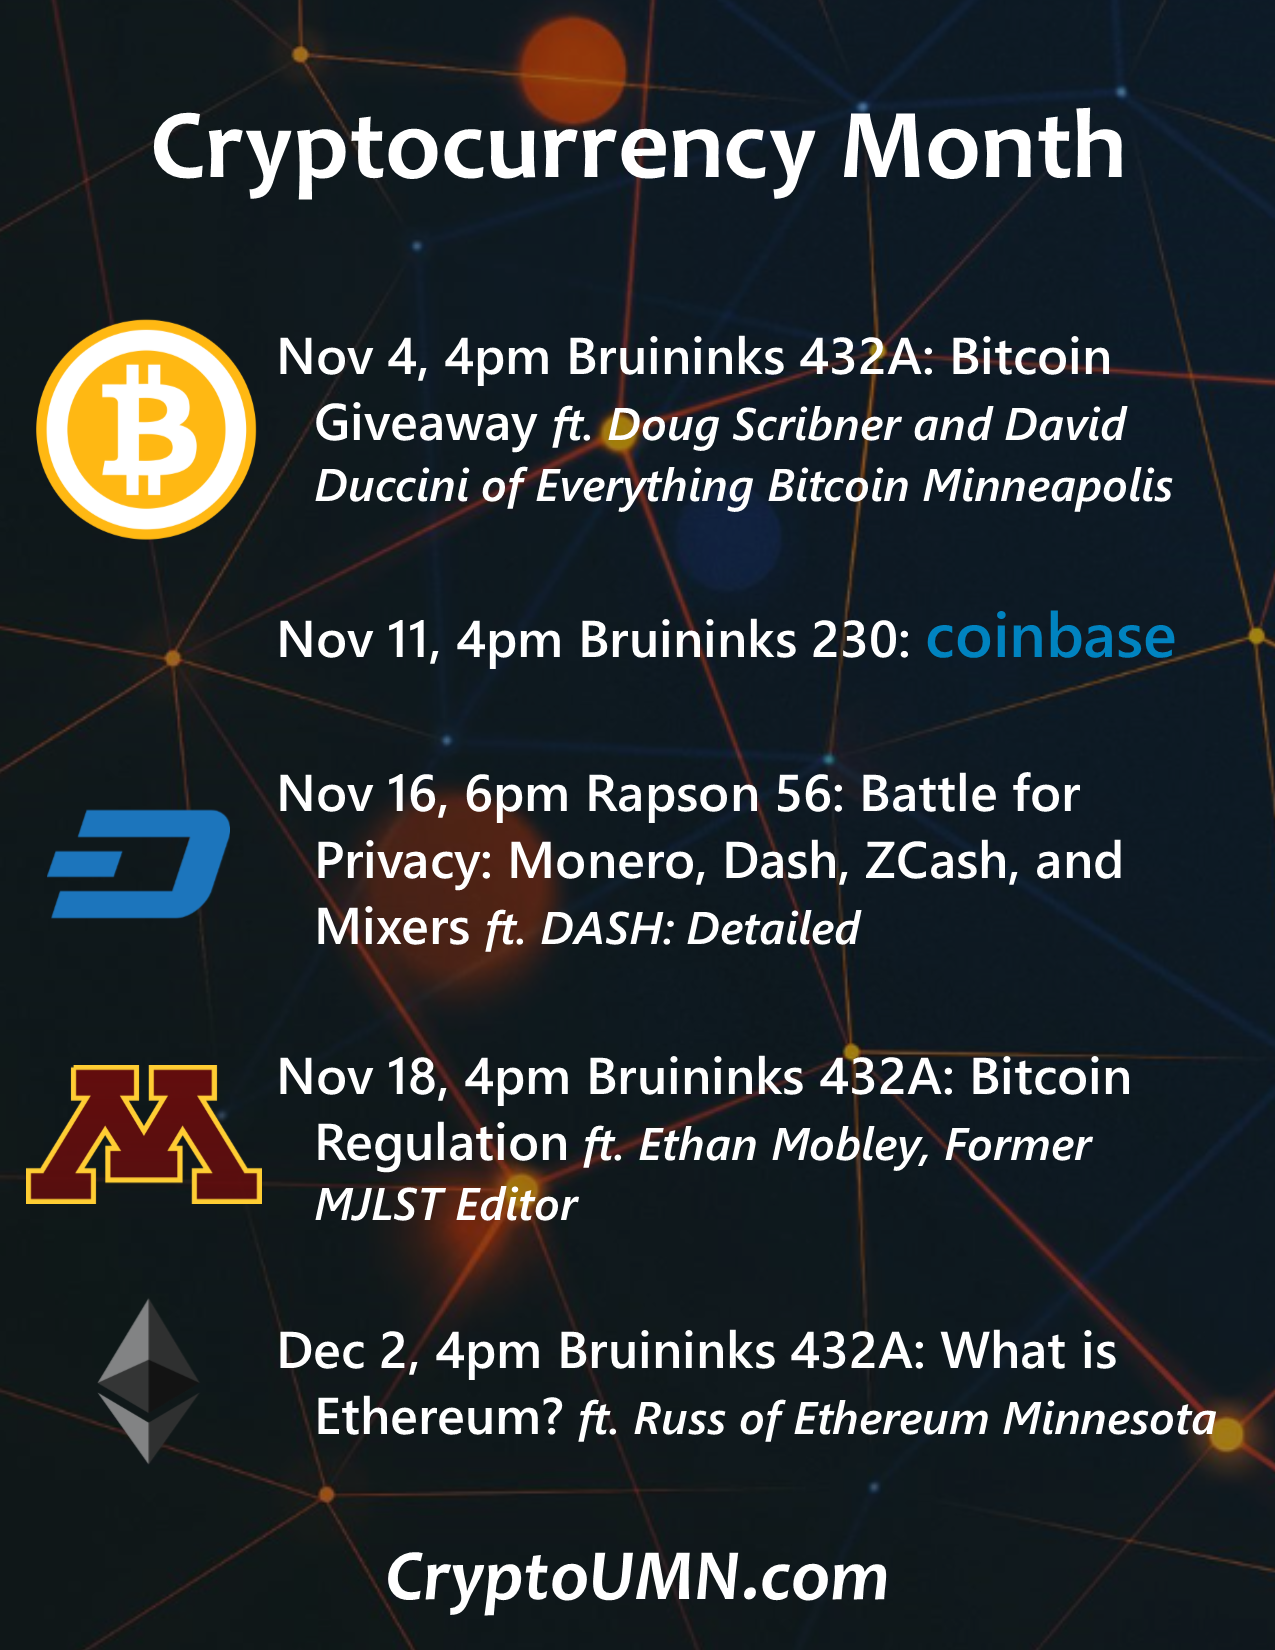 Cryptocurrency Month
Nov 4, 4pm Bruininks 432A: Bitcoin
Giveaway ft. Doug Scribner and David
Duccini of Everything Bitcoin Minneapolis
Nov 11, 4pm Bruininks 230: coinbase
Nov 16, 6pm Rapson 56: Battle for
Privacy: Monero, Dash, ZCash, and
Mixers ft. DASH: Detailed
Nov 18, 4pm Bruininks 432A: Bitcoin
Regulation ft. Ethan Mobley, Former
MJLST Editor
Dec 2, 4pm Bruininks 432A: What is
Ethereum? ft. Russ of Ethereum Minnesota
CryptoUMN.com